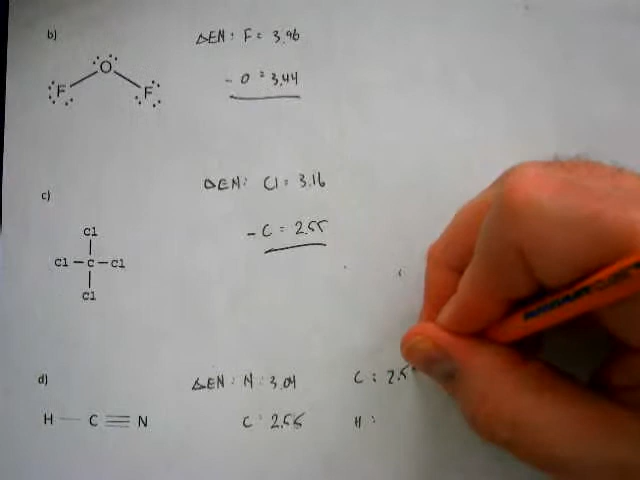 b)
ΔEN: F = 3.96
- O = 3.44
O
F F
c)
ΔEN: Cl = 3.16
- C = 2.55
Cl
Cl C Cl
Cl
d)
ΔEN: N: 3.04 C: 2.5
C: 2.55 H:
H — C ≡ N